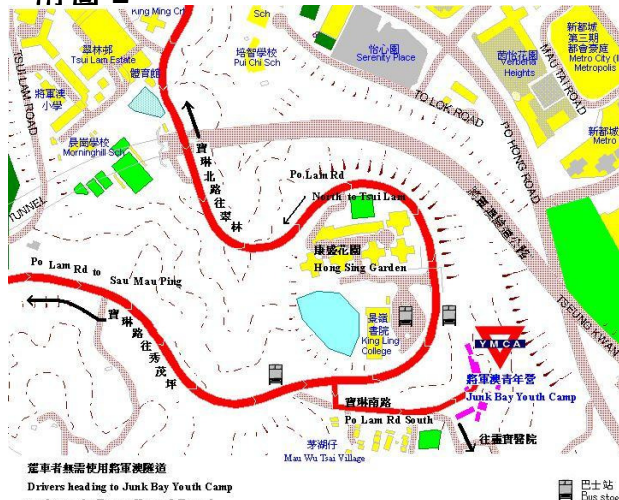 King Ming Crt
Sch
翠林邨
Tsui Lam Estate
體育館
培智學校
Pui Chi Sch
怡心園
Serenity Place
皓怡花園
Verbena
Heights
新都城
第三期
都會豪庭
Metro City (I
Metropolis
TSUI LAM ROAD
將軍澳
小學
TO LOK ROAD
PO HONG ROAD
MAU TAI ROAD
新都城
Metro
晨崗學校
Morninghill Sch
TUNNEL
寶琳北路往翠林
Po Lam Rd
North to Tsui Lam
將軍澳隧道公路
TSEUNG KWAN
康盛花園
Hong Sing Garden
Po Lam Rd to
Sau Mau Ping
寶琳路往秀茂坪
景嶺
書院
King Ling
College
YMCA
將軍澳青年營
Junk Bay Youth Camp
寶琳南路
Po Lam Rd South
往靈實醫院
茅湖仔
Mau Wu Tsai Village
駕車者無需使用將軍澳隧道
Drivers heading to Junk Bay Youth Camp
巴士站
Bus stop